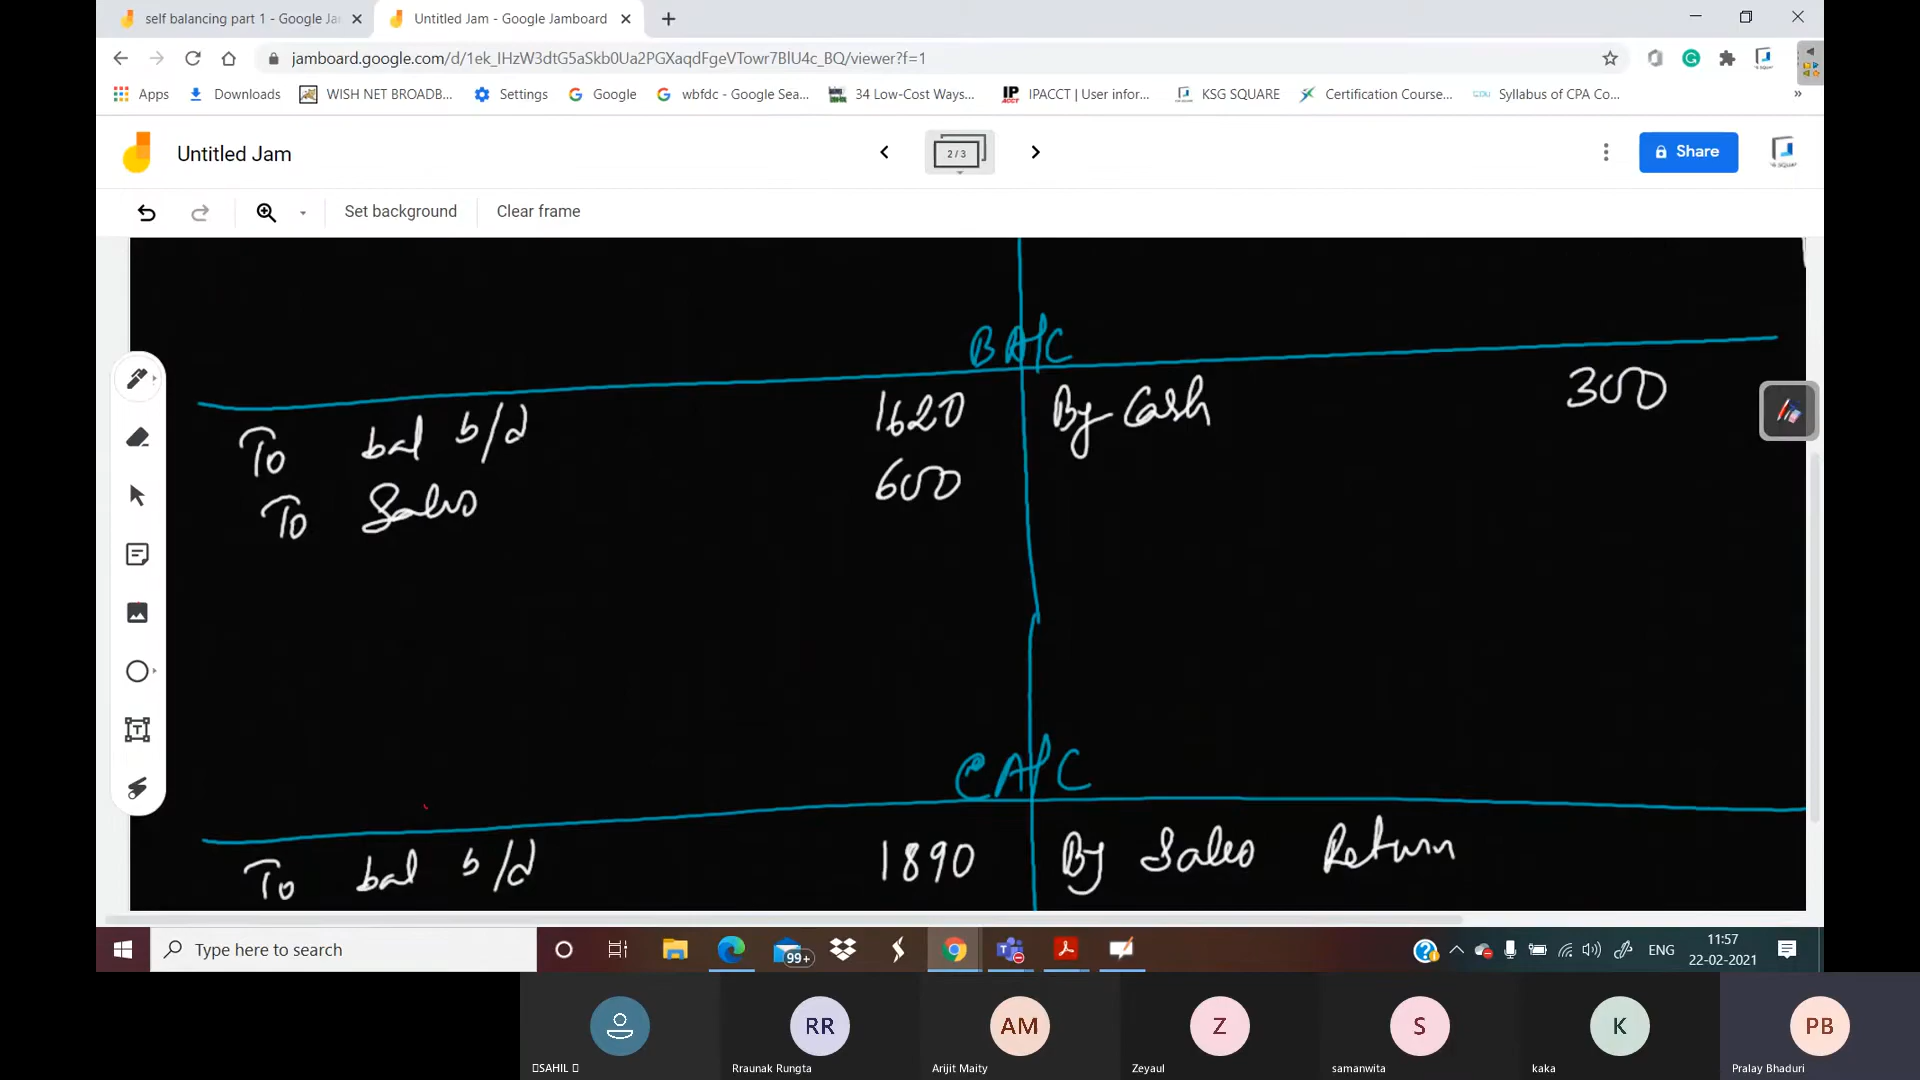 self balancing part 1 - Google Ja
Untitled Jam - Google Jamboard
jamboard.google.com/d/1ek_IHzW3dtG5aSkb0Ua2PGXaqdFgeVTowr7BlU4c_BQ/viewer?f=1
Apps Downloads WISH NET BROADB... Settings Google wbfdc - Google Sea... 34 Low-Cost Ways... IP IPACCT | User infor... KSG SQUARE Certification Course... Syllabus of CPA Co... »
Untitled Jam 2 / 3 Share
Set background Clear frame
B A/C
To bal b/d 1620 By Cash 300
To Sales 600
C A/C
To bal b/d 1890 By Sales Return
Type here to search 99+ ENG 11:57
22-02-2021
RR AM Z S K PB
SAHIL Rraunak Rungta Arijit Maity Zeyaul samanwita kaka Pralay Bhaduri